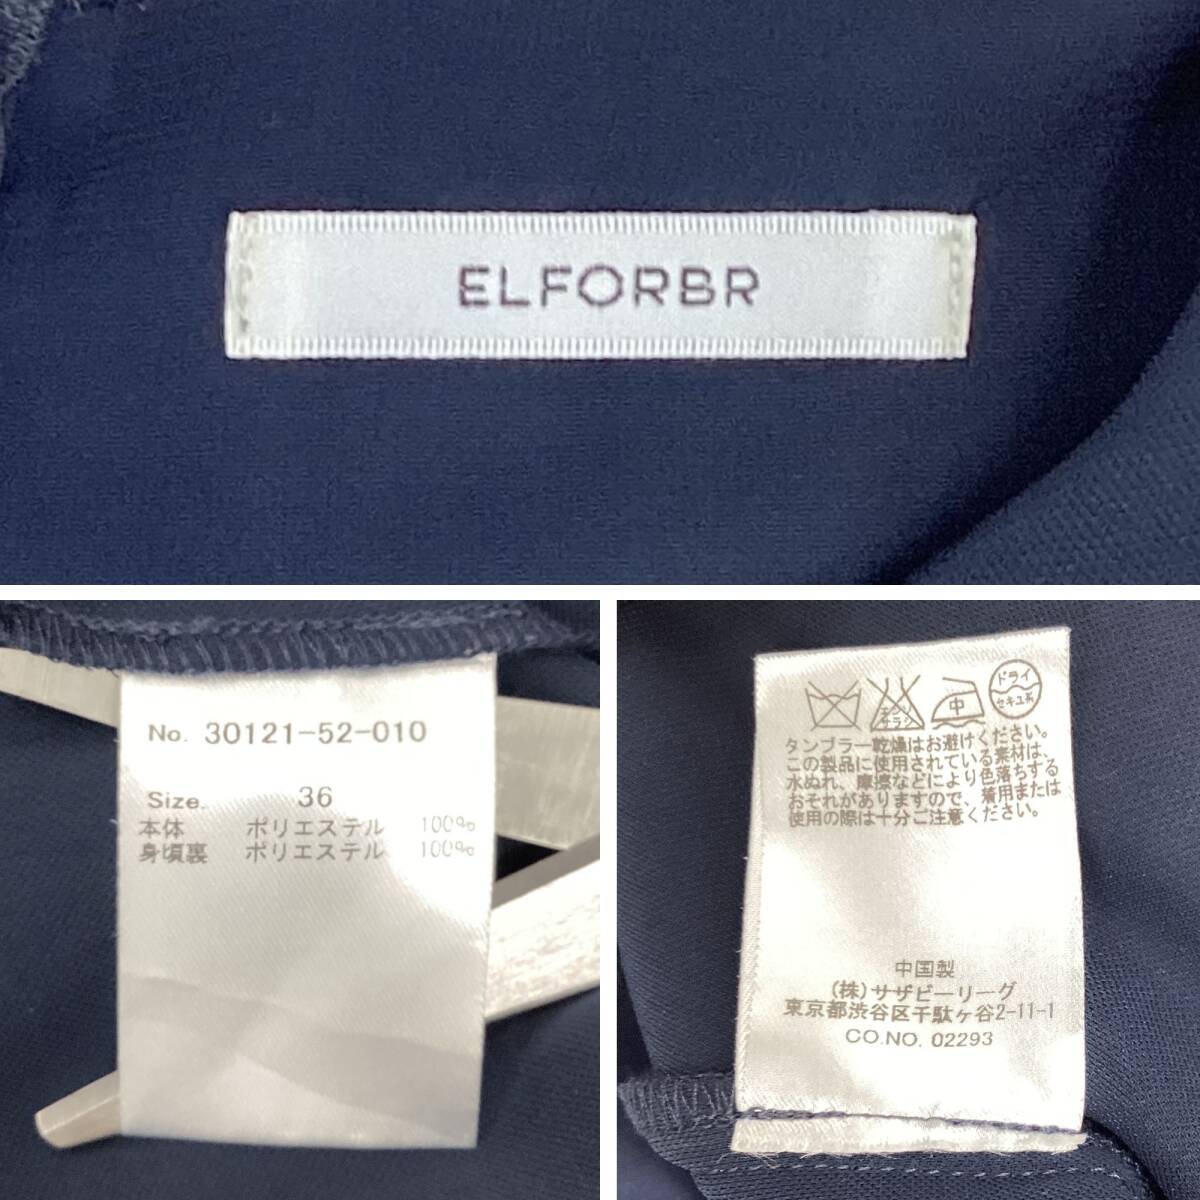 ELFORBR
No. 30121-52-010
Size. 36
本体 ポリエステル 100%
身頃裏 ポリエステル 100%
エンソ
サラシ
中
ドライ
セキユ系
タンブラー乾燥はお避けください。
この製品に使用されている素材は、
水ぬれ、摩擦などにより色落ちする
おそれがありますので、着用または
使用の際は十分ご注意ください。
中国製
(株)サザビーリーグ
東京都渋谷区千駄ヶ谷2-11-1
CO.NO. 02293